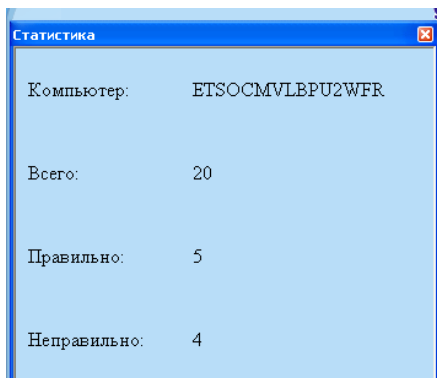 Статистика
Компьютер: ETSOCMVLBPU2WFR
Всего: 20
Правильно: 5
Неправильно: 4